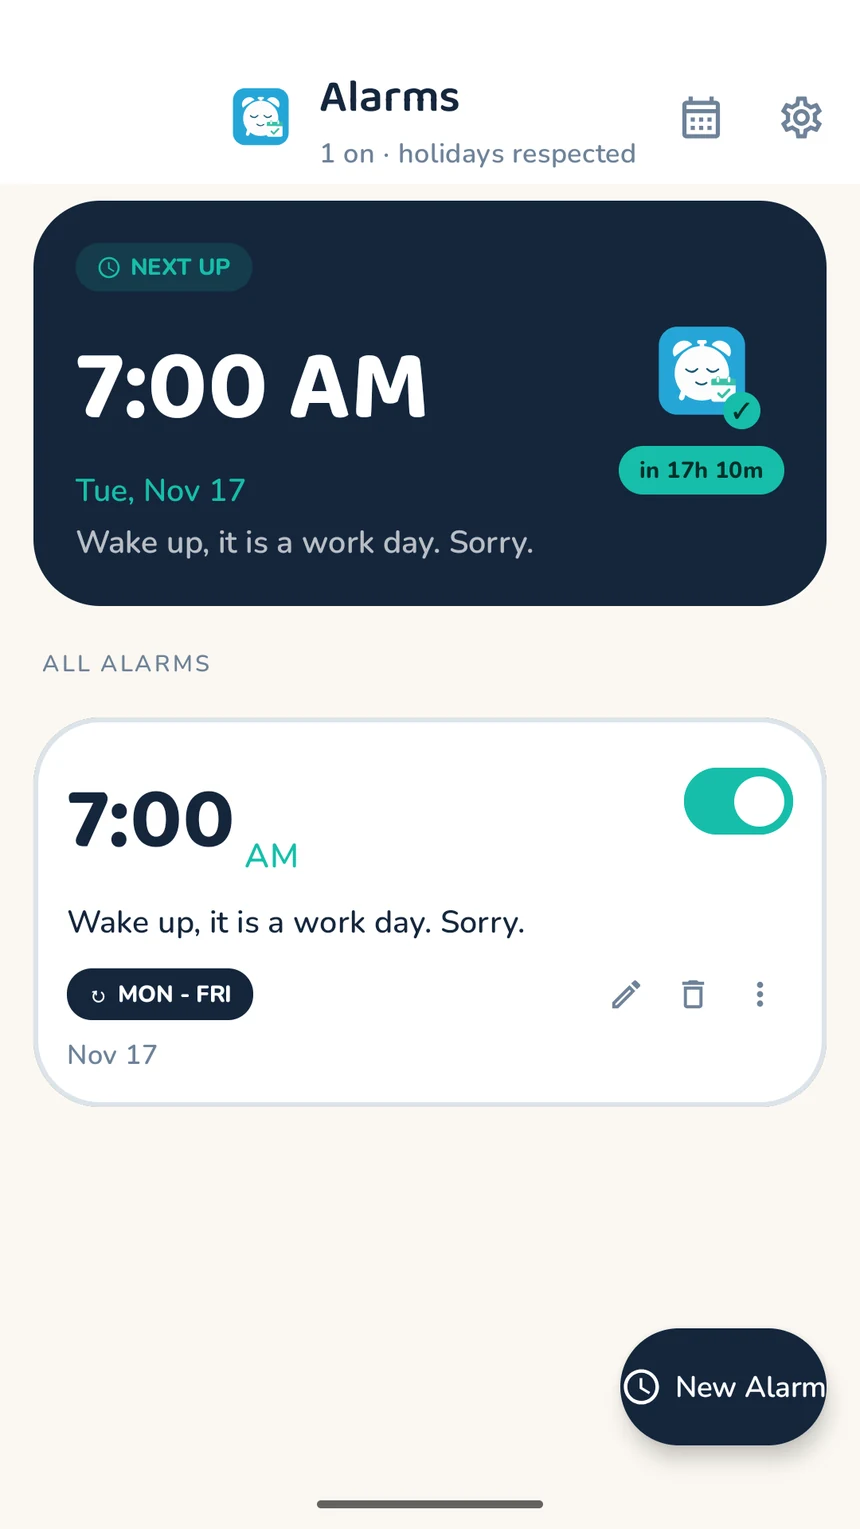 Alarms
1 on · holidays respected
NEXT UP
7:00 AM
in 17h 10m
Tue, Nov 17
Wake up, it is a work day. Sorry.
ALL ALARMS
7:00 AM
Wake up, it is a work day. Sorry.
↻ MON - FRI
Nov 17
New Alarm